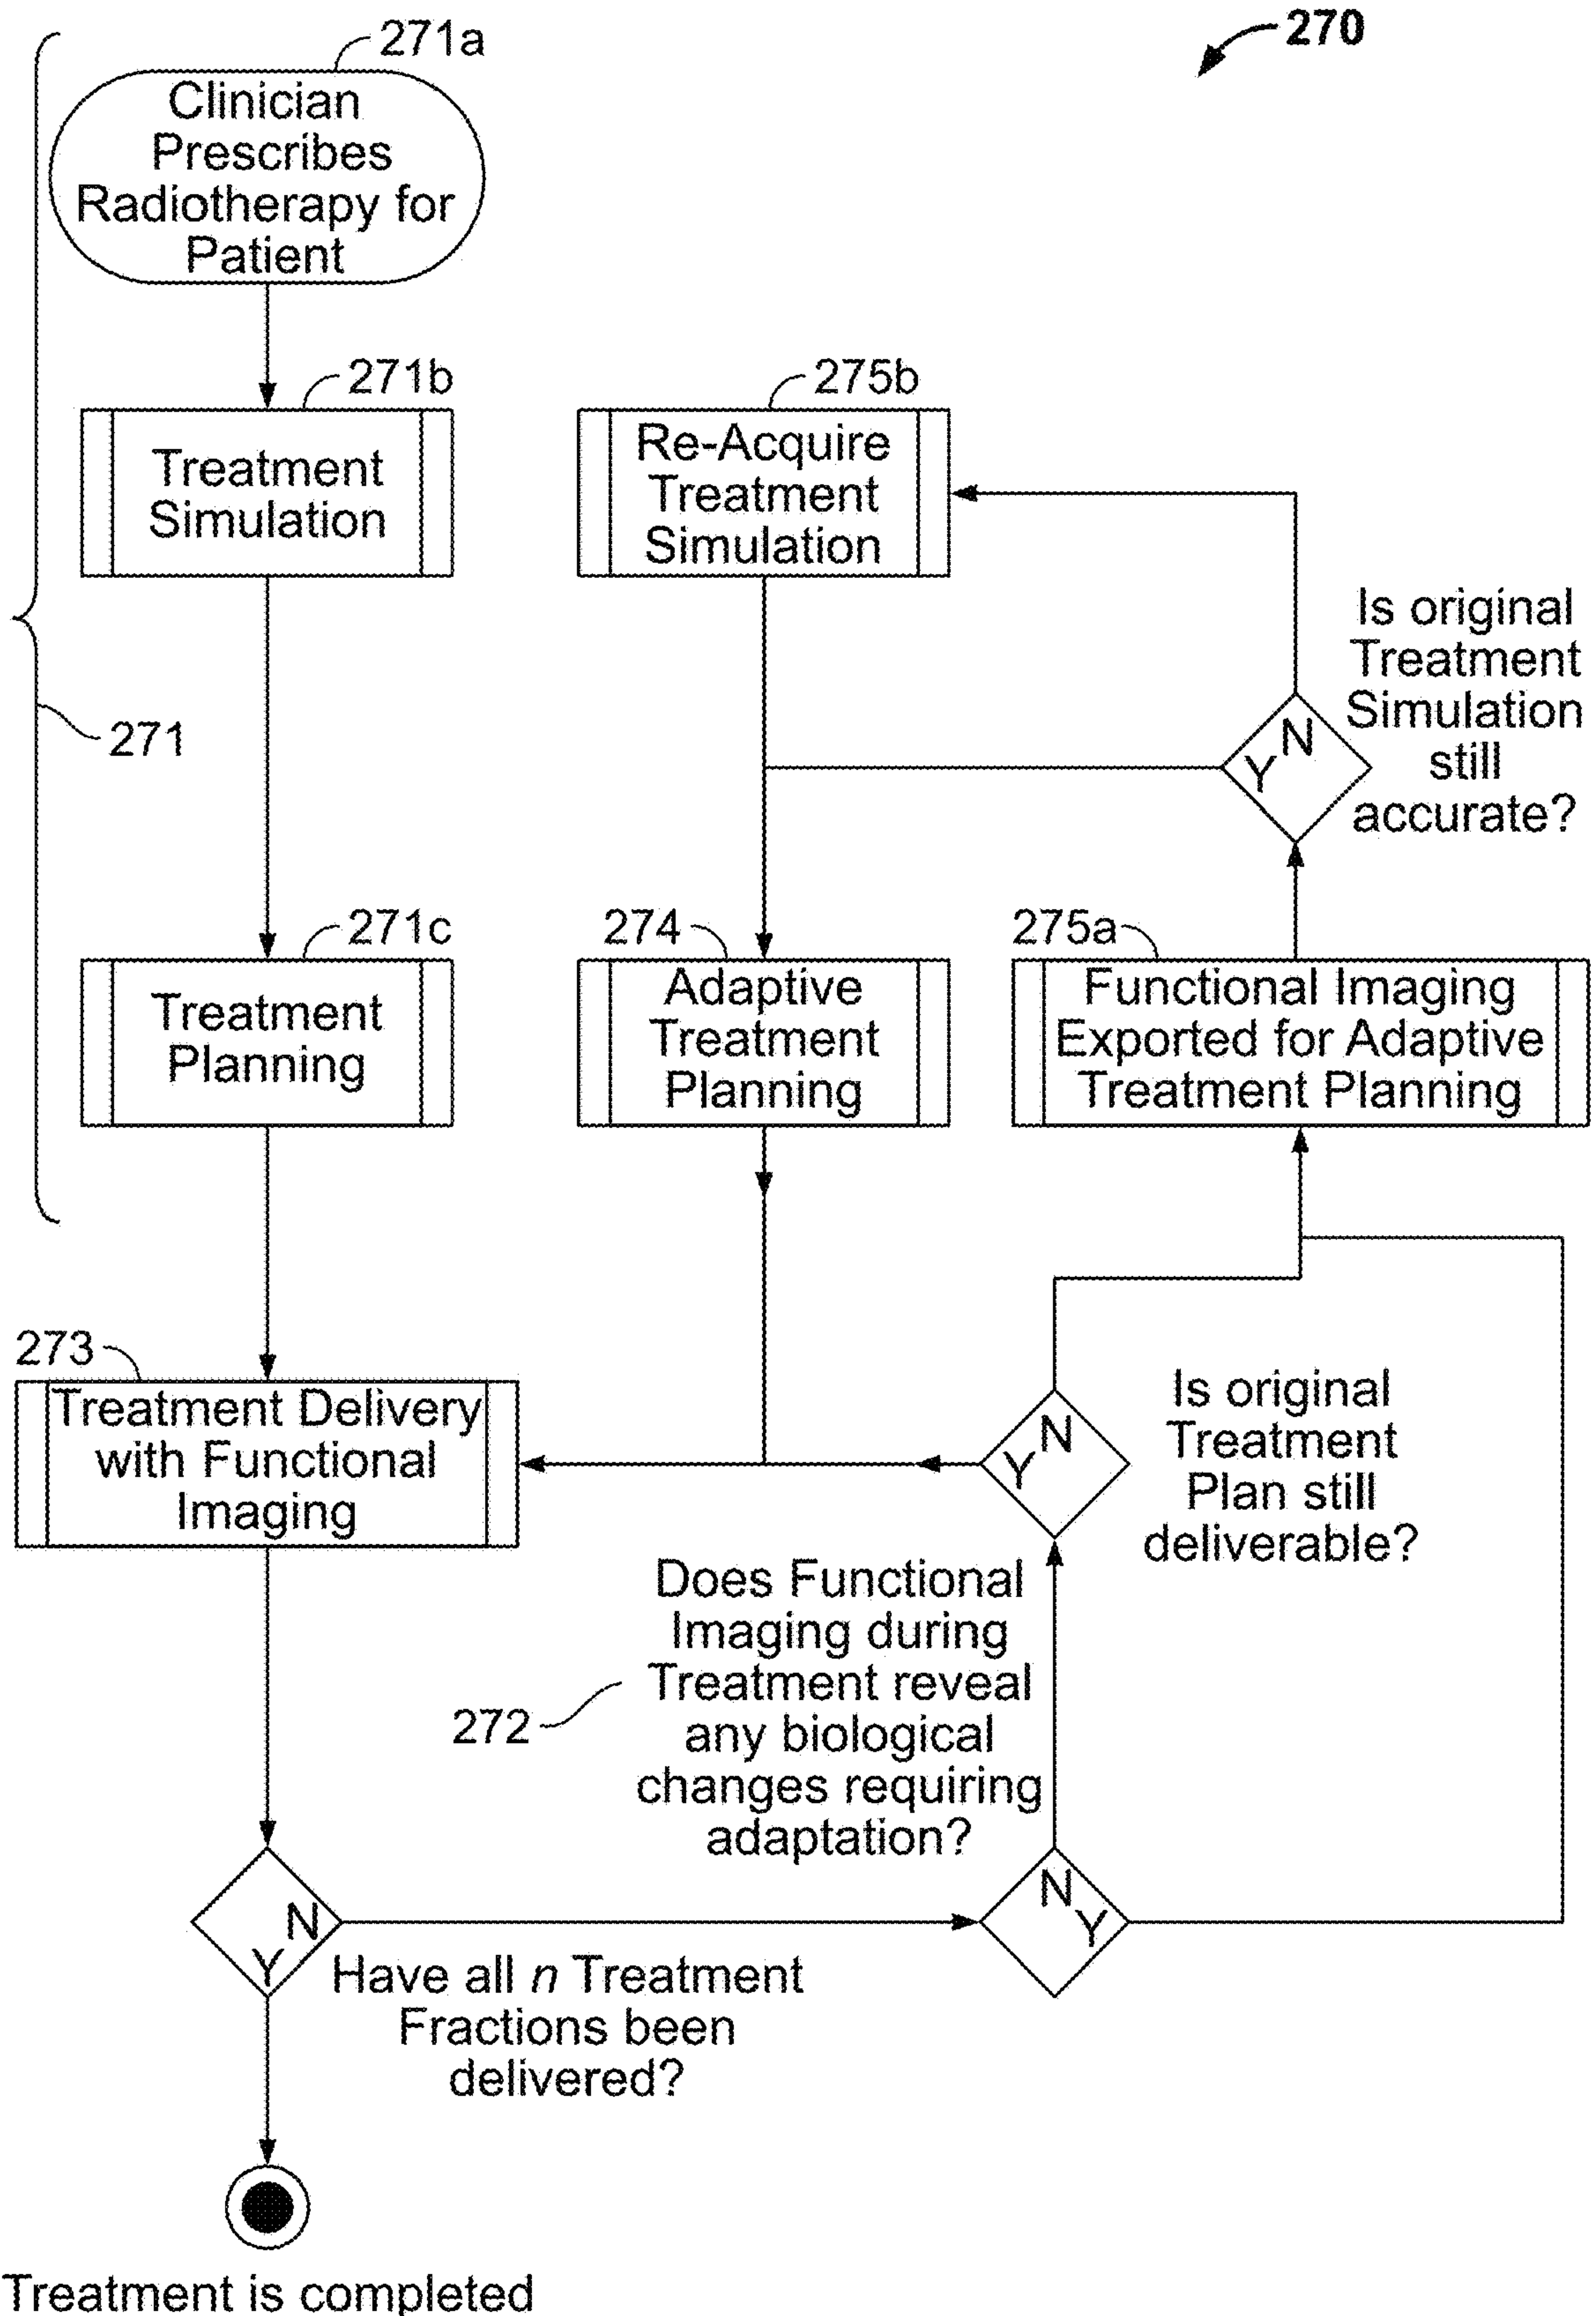 270
271a
Clinician
Prescribes
Radiotherapy for
Patient
271b
Treatment
Simulation
275b
Re-Acquire
Treatment
Simulation
Is original
Treatment
Simulation
still
accurate?
N
Y
271
271c
Treatment
Planning
274
Adaptive
Treatment
Planning
275a
Functional Imaging
Exported for Adaptive
Treatment Planning
273
Treatment Delivery
with Functional
Imaging
N
Y
Is original
Treatment
Plan still
deliverable?
272
Does Functional
Imaging during
Treatment reveal
any biological
changes requiring
adaptation?
N
Y
N
Y
Have all n Treatment
Fractions been
delivered?
Treatment is completed